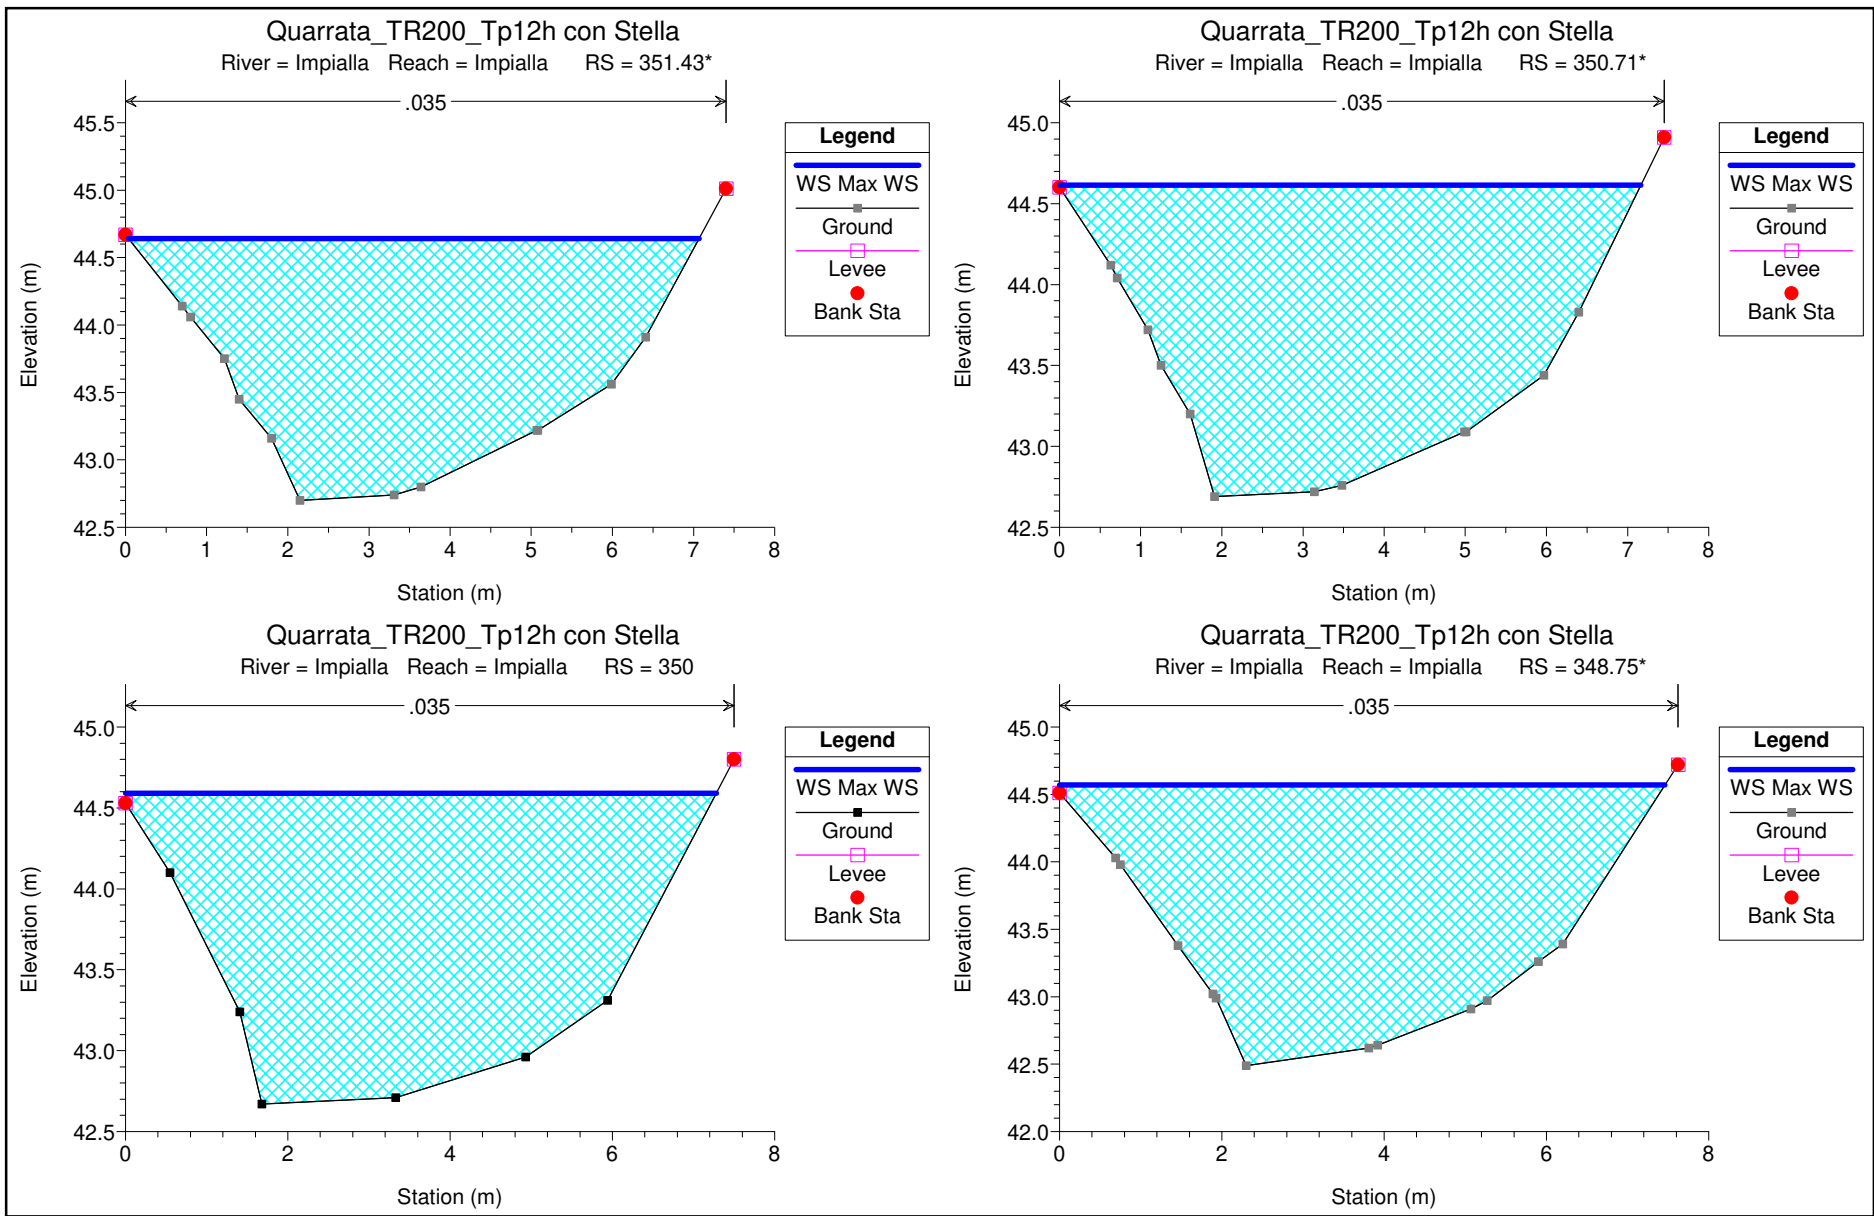 Quarrata_TR200_Tp12h con Stella
River = Impialla Reach = Impialla RS = 351.43*
.035
45.5
45.0
44.5
44.0
43.5
43.0
42.5
0 1 2 3 4 5 6 7 8
Elevation (m)
Station (m)
Legend
WS Max WS
Ground
Levee
Bank Sta
Quarrata_TR200_Tp12h con Stella
River = Impialla Reach = Impialla RS = 350.71*
.035
45.0
44.5
44.0
43.5
43.0
42.5
0 1 2 3 4 5 6 7 8
Elevation (m)
Station (m)
Legend
WS Max WS
Ground
Levee
Bank Sta
Quarrata_TR200_Tp12h con Stella
River = Impialla Reach = Impialla RS = 350
.035
45.0
44.5
44.0
43.5
43.0
42.5
0 2 4 6 8
Elevation (m)
Station (m)
Legend
WS Max WS
Ground
Levee
Bank Sta
Quarrata_TR200_Tp12h con Stella
River = Impialla Reach = Impialla RS = 348.75*
.035
45.0
44.5
44.0
43.5
43.0
42.5
42.0
0 2 4 6 8
Elevation (m)
Station (m)
Legend
WS Max WS
Ground
Levee
Bank Sta